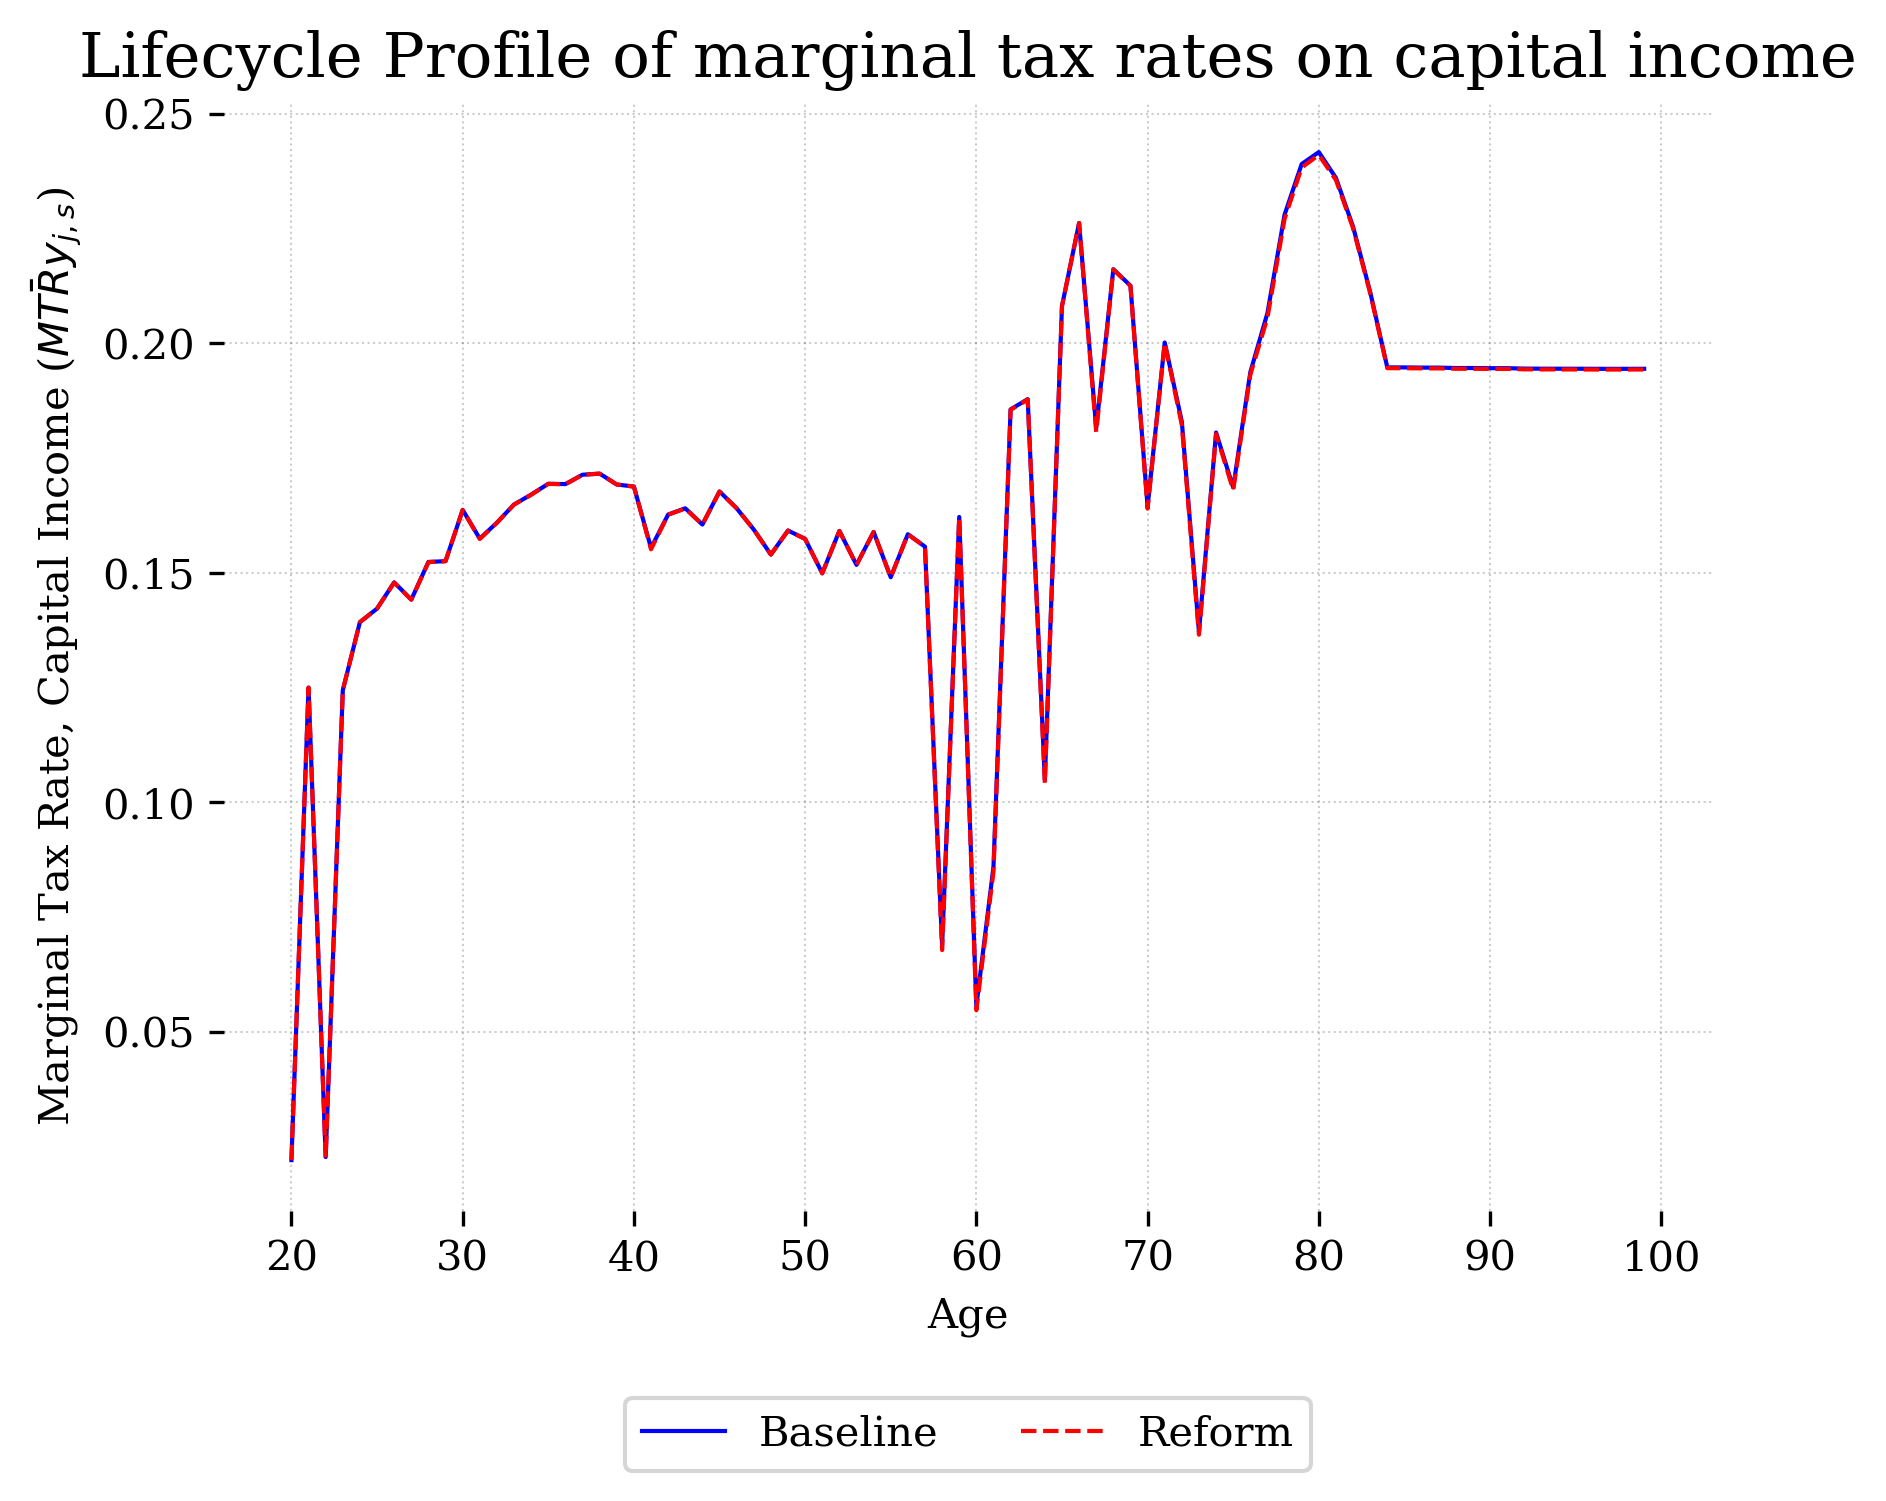 Lifecycle Profile of marginal tax rates on capital income
Marginal Tax Rate, Capital Income ($\bar{MTRy}_{j,s}$)
0.25
0.20
0.15
0.10
0.05
20 30 40 50 60 70 80 90 100
Age
Baseline Reform